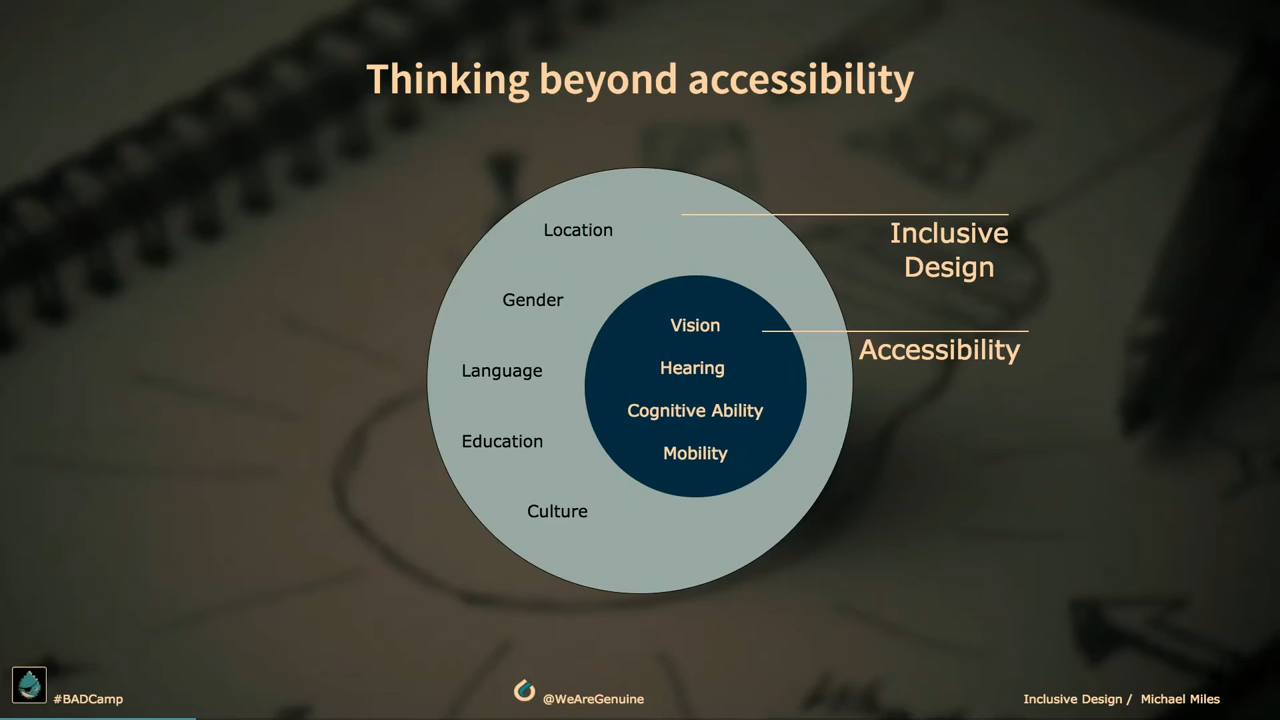 Thinking beyond accessibility
Location
Gender
Language
Education
Culture
Vision
Hearing
Cognitive Ability
Mobility
Inclusive
Design
Accessibility
#BADCamp
@WeAreGenuine
Inclusive Design / Michael Miles